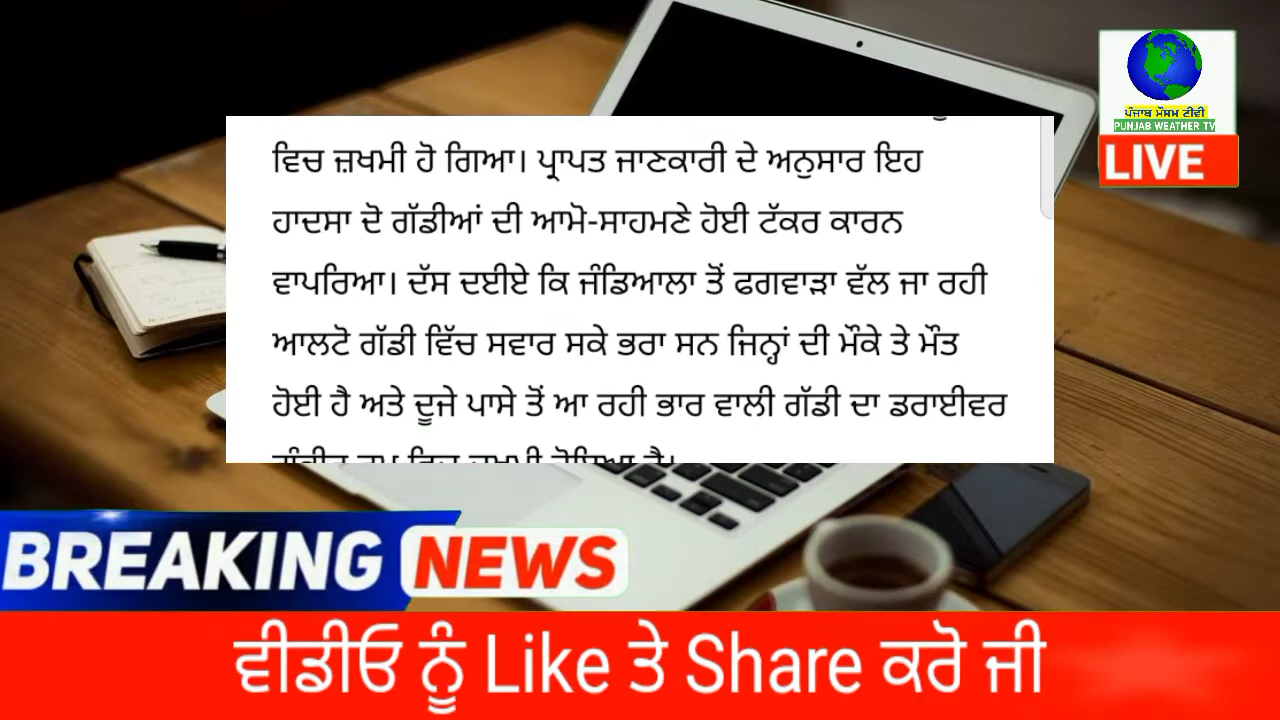 ਪੰਜਾਬ ਮੌਸਮ ਟੀਵੀ
PUNJAB WEATHER TV
LIVE
ਵਿਚ ਜ਼ਖਮੀ ਹੋ ਗਿਆ। ਪ੍ਰਾਪਤ ਜਾਣਕਾਰੀ ਦੇ ਅਨੁਸਾਰ ਇਹ
ਹਾਦਸਾ ਦੋ ਗੱਡੀਆਂ ਦੀ ਆਮੋ-ਸਾਹਮਣੇ ਹੋਈ ਟੱਕਰ ਕਾਰਨ
ਵਾਪਰਿਆ। ਦੱਸ ਦਈਏ ਕਿ ਜੰਡਿਆਲਾ ਤੋਂ ਫਗਵਾੜਾ ਵੱਲ ਜਾ ਰਹੀ
ਆਲਟੋ ਗੱਡੀ ਵਿੱਚ ਸਵਾਰ ਸਕੇ ਭਰਾ ਸਨ ਜਿਨ੍ਹਾਂ ਦੀ ਮੌਕੇ ਤੇ ਮੌਤ
ਹੋਈ ਹੈ ਅਤੇ ਦੂਜੇ ਪਾਸੇ ਤੋਂ ਆ ਰਹੀ ਭਾਰ ਵਾਲੀ ਗੱਡੀ ਦਾ ਡਰਾਈਵਰ
BREAKING NEWS
ਵੀਡੀਓ ਨੂੰ Like ਤੇ Share ਕਰੋ ਜੀ